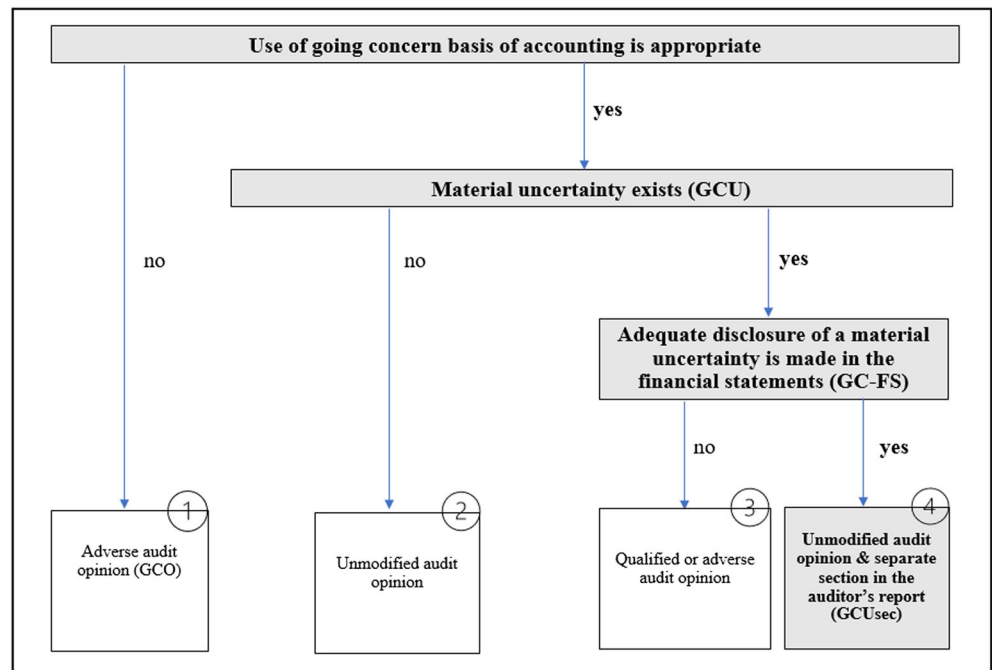 Use of going concern basis of accounting is appropriate
yes
Material uncertainty exists (GCU)
no
no
yes
Adequate disclosure of a material
uncertainty is made in the
financial statements (GC-FS)
no
yes
1
Adverse audit
opinion (GCO)
2
Unmodified audit
opinion
3
Qualified or adverse
audit opinion
4
Unmodified audit
opinion & separate
section in the
auditor's report
(GCUsec)